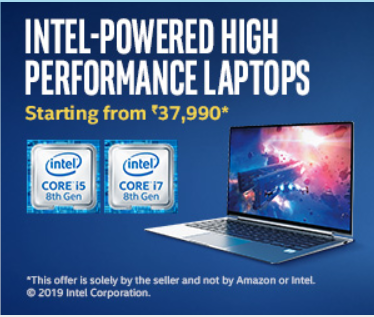 INTEL-POWERED HIGH
PERFORMANCE LAPTOPS
Starting from ₹37,990*
intel intel
CORE i5 CORE i7
8th Gen 8th Gen
*This offer is solely by the seller and not by Amazon or Intel.
© 2019 Intel Corporation.